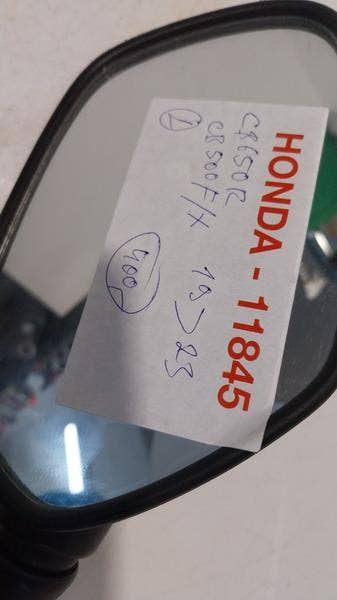 HONDA - 11845
CB650R
CB500F/X 19>23
L
400